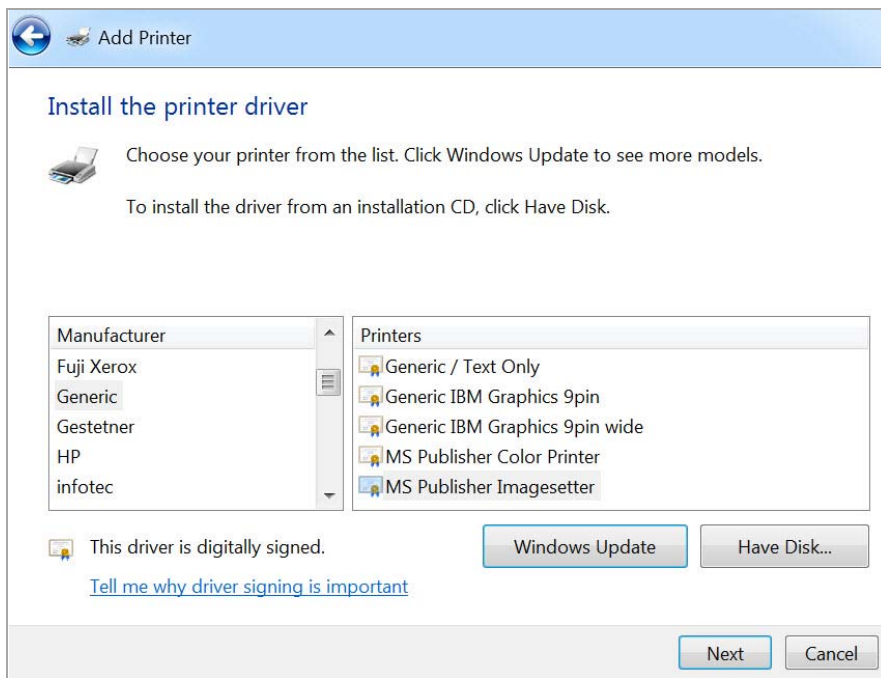 Add Printer
Install the printer driver
Choose your printer from the list. Click Windows Update to see more models.
To install the driver from an installation CD, click Have Disk.
Manufacturer
Fuji Xerox
Generic
Gestetner
HP
infotec
Printers
Generic / Text Only
Generic IBM Graphics 9pin
Generic IBM Graphics 9pin wide
MS Publisher Color Printer
MS Publisher Imagesetter
This driver is digitally signed.
Windows Update
Have Disk...
Tell me why driver signing is important
Next
Cancel